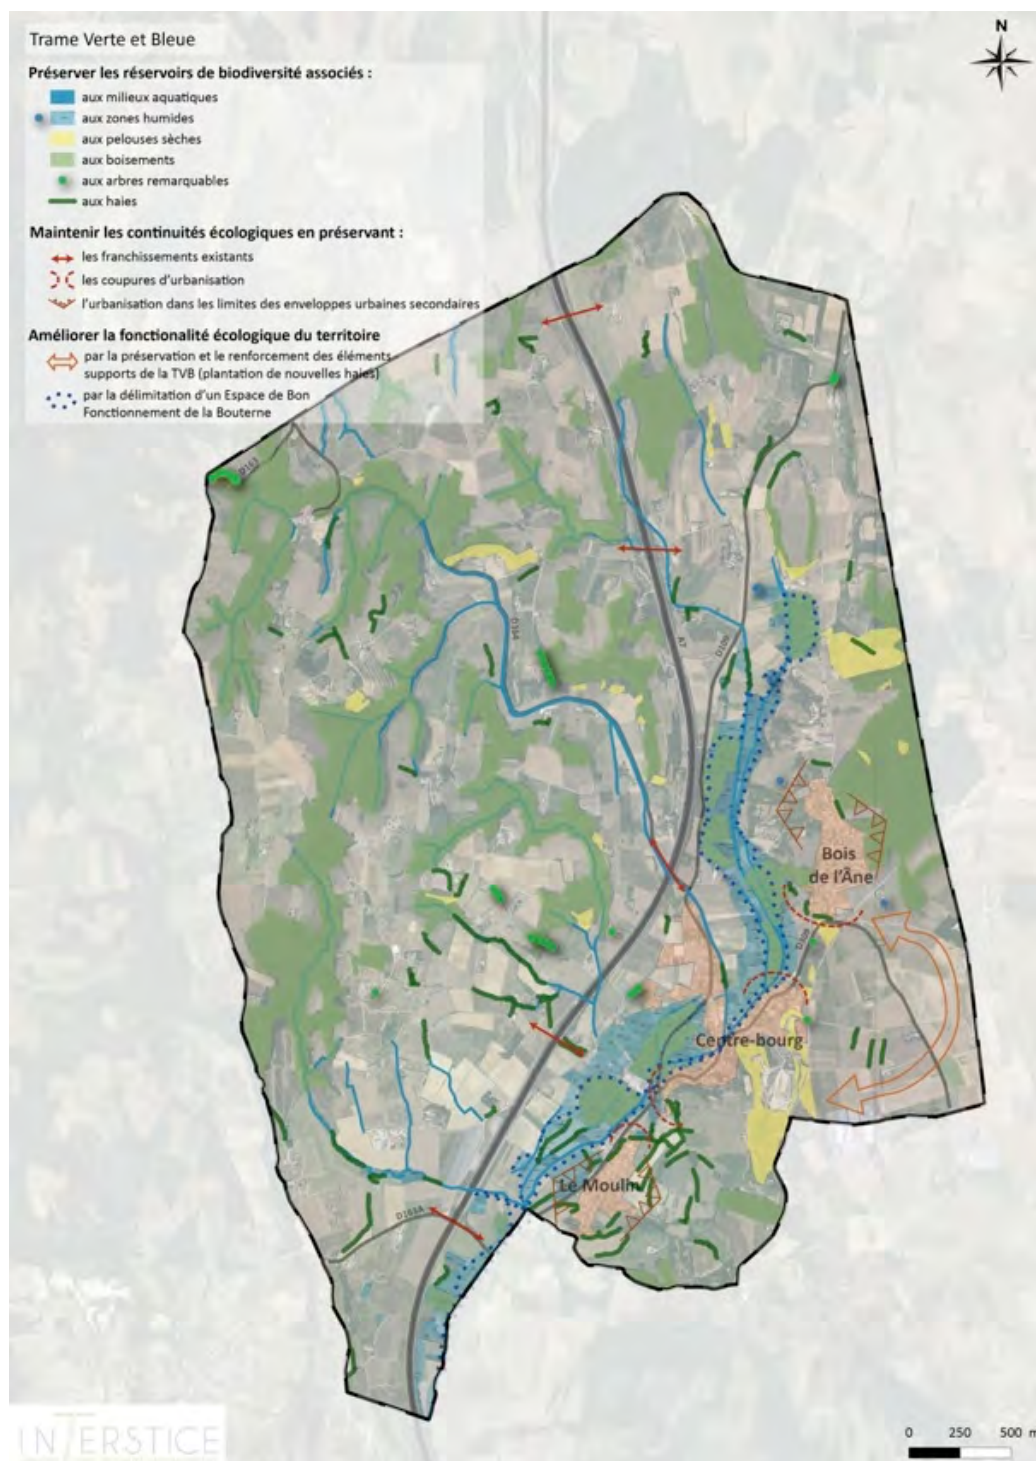 Trame Verte et Bleue
Préserver les réservoirs de biodiversité associés :
aux milieux aquatiques
aux zones humides
aux pelouses sèches
aux boisements
aux arbres remarquables
aux haies
Maintenir les continuités écologiques en préservant :
les franchissements existants
les coupures d'urbanisation
l'urbanisation dans les limites des enveloppes urbaines secondaires
Améliorer la fonctionalité écologique du territoire
par la préservation et le renforcement des éléments
supports de la TVB (plantation de nouvelles haies)
par la délimitation d'un Espace de Bon
Fonctionnement de la Bouterne
N
D163
A7
Bois
de l'Âne
Centre-bourg
Le Moulin
D163A
INTERSTICE
0 250 500 m